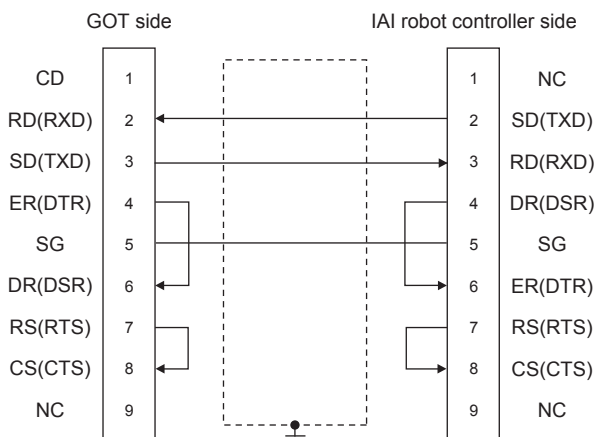 GOT side IAI robot controller side
CD 1 1 NC
RD(RXD) 2 2 SD(TXD)
SD(TXD) 3 3 RD(RXD)
ER(DTR) 4 4 DR(DSR)
SG 5 5 SG
DR(DSR) 6 6 ER(DTR)
RS(RTS) 7 7 RS(RTS)
CS(CTS) 8 8 CS(CTS)
NC 9 9 NC